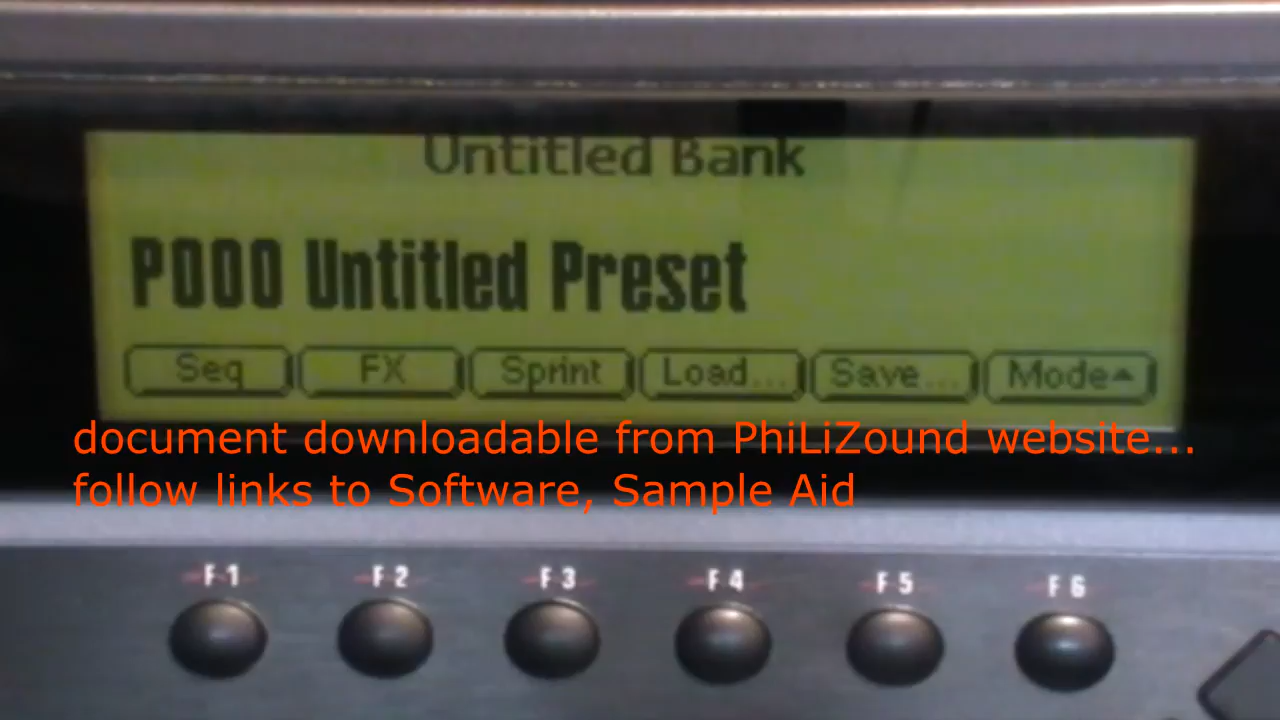 Untitled Bank
P000 Untitled Preset
Seq FX Sprint Load... Save... Mode
document downloadable from PhiLiZound website...
follow links to Software, Sample Aid
F1 F2 F3 F4 F5 F6